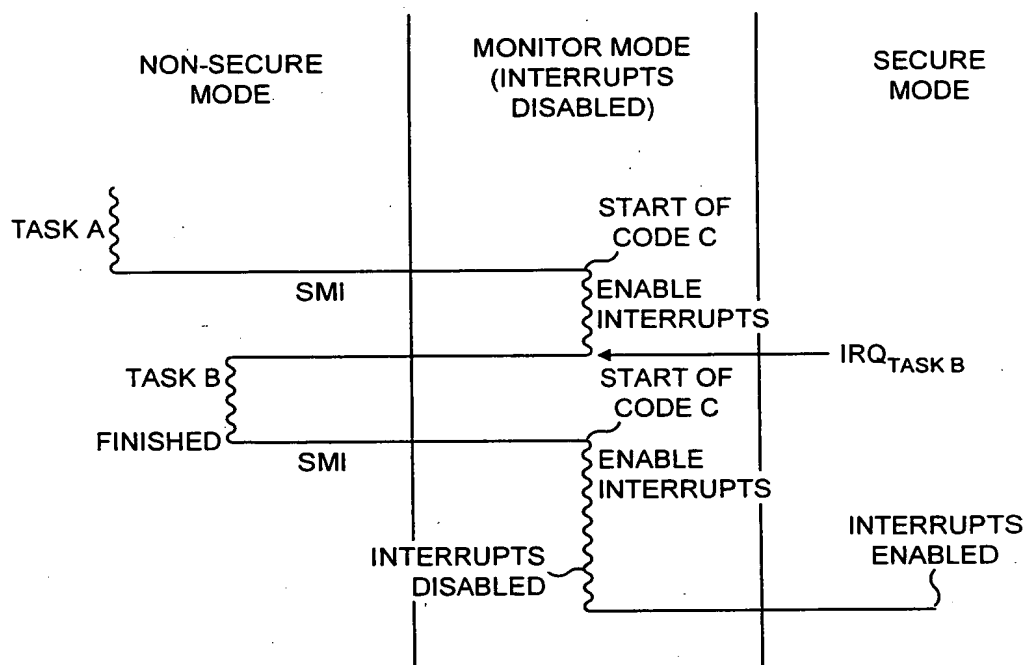 NON-SECURE
MODE
MONITOR MODE
(INTERRUPTS
DISABLED)
SECURE
MODE
TASK A
START OF
CODE C
SMI
ENABLE
INTERRUPTS
TASK B
IRQTASK B
START OF
CODE C
FINISHED
SMI
ENABLE
INTERRUPTS
INTERRUPTS
DISABLED
INTERRUPTS
ENABLED